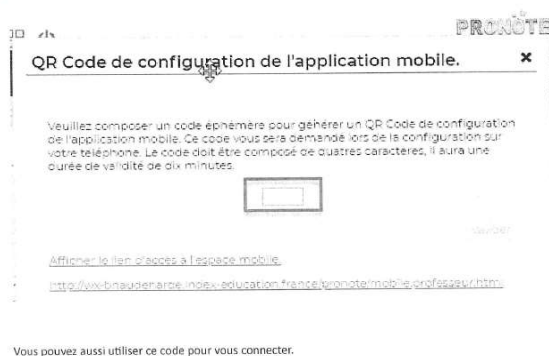 PRONOTE
QR Code de configuration de l'application mobile.
Veuillez composer un code éphémère pour générer un QR Code de configuration
de l'application mobile. Ce code vous sera demandé lors de la configuration sur
votre téléphone. Le code doit être composé de quatres caractères, il aura une
durée de validité de dix minutes.
Valider
Afficher le lien d'accès à l'espace mobile.
Vous pouvez aussi utiliser ce code pour vous connecter.